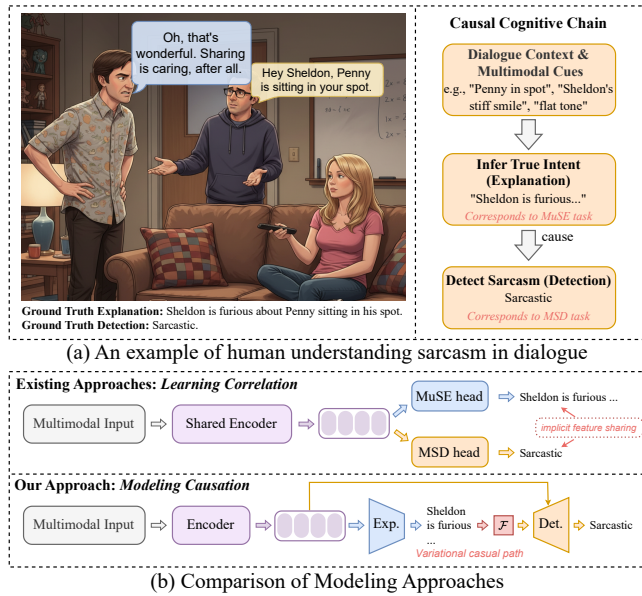 Oh, that's
wonderful. Sharing
is caring, after all.
Hey Sheldon, Penny
is sitting in your spot.
Ground Truth Explanation: Sheldon is furious about Penny sitting in his spot.
Ground Truth Detection: Sarcastic.
Causal Cognitive Chain
Dialogue Context &
Multimodal Cues
e.g., "Penny in spot", "Sheldon's
stiff smile", "flat tone"
Infer True Intent
(Explanation)
"Sheldon is furious..."
Corresponds to MuSE task
cause
Detect Sarcasm (Detection)
Sarcastic
Corresponds to MSD task
(a) An example of human understanding sarcasm in dialogue
Existing Approaches: Learning Correlation
Multimodal Input
Shared Encoder
MuSE head
Sheldon is furious ...
implicit feature sharing
MSD head
Sarcastic
Our Approach: Modeling Causation
Multimodal Input
Encoder
Exp.
Sheldon
is furious
...
F
Det.
Sarcastic
Variational casual path
(b) Comparison of Modeling Approaches